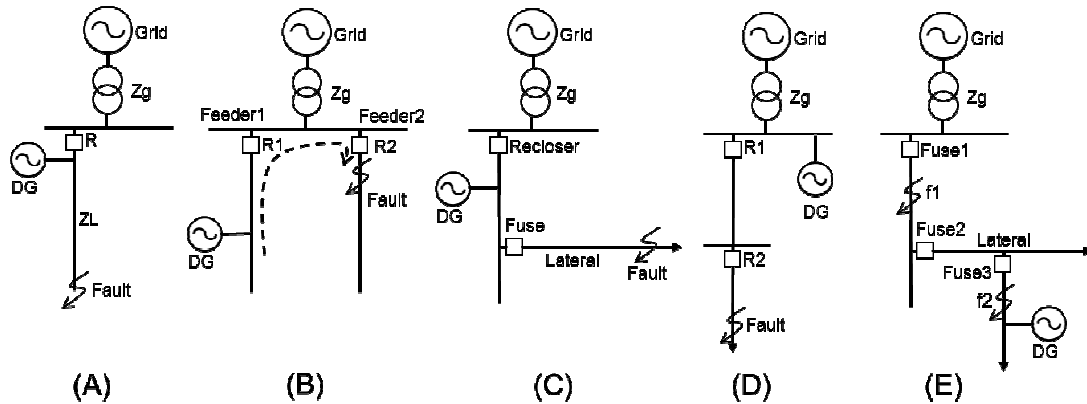 Grid
Zg
R
DG
ZL
Fault
(A)
Grid
Zg
Feeder1
Feeder2
R1
R2
Fault
DG
(B)
Grid
Zg
Recloser
DG
Fuse
Lateral
Fault
(C)
Grid
Zg
R1
DG
R2
Fault
(D)
Grid
Zg
Fuse1
f1
Fuse2
Lateral
Fuse3
f2
DG
(E)